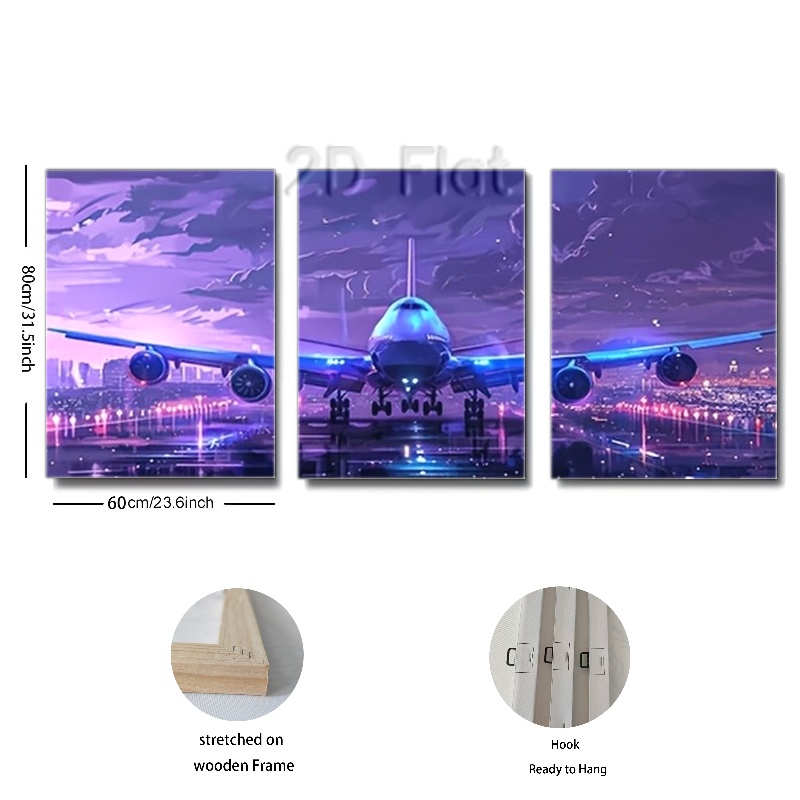 2D Flat
80cm/31.5inch
60cm/23.6inch
stretched on
wooden Frame
Hook
Ready to Hang